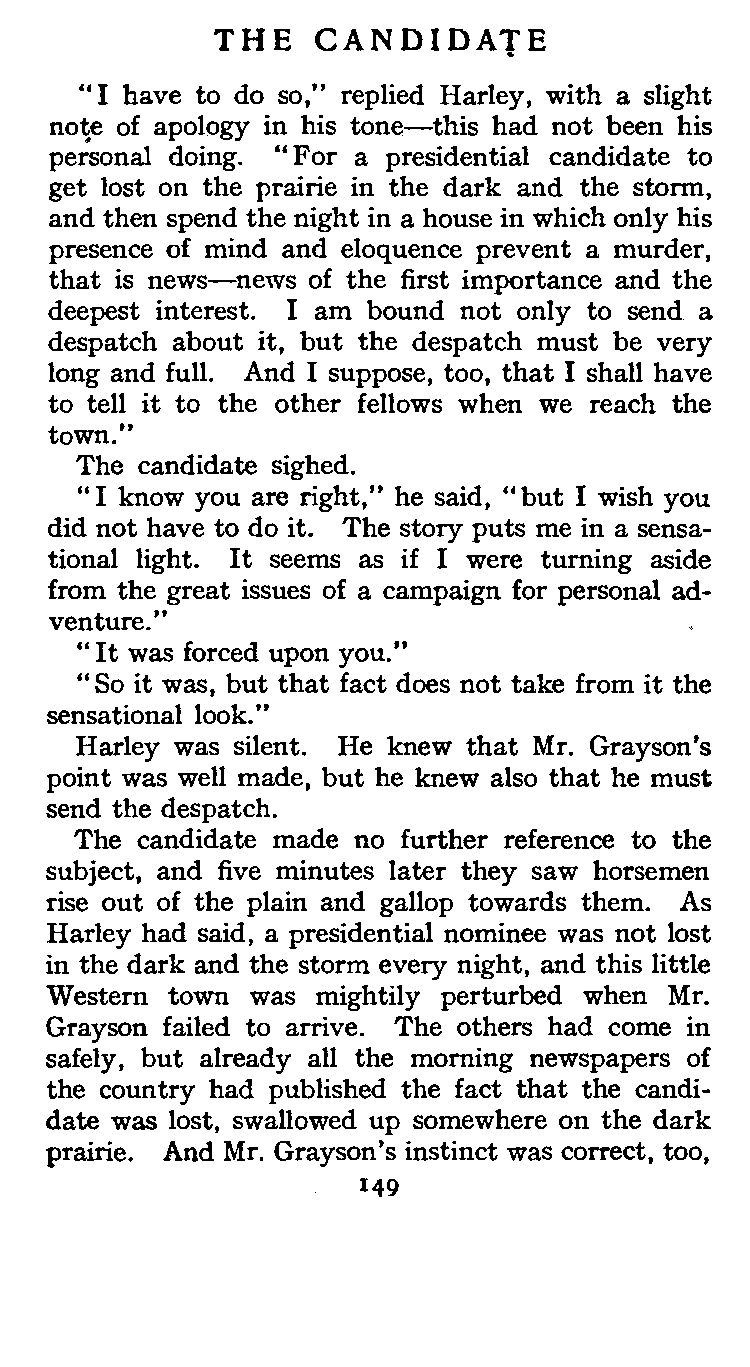 THE CANDIDATE
"I have to do so," replied Harley, with a slight
note of apology in his tone—this had not been his
personal doing. "For a presidential candidate to
get lost on the prairie in the dark and the storm,
and then spend the night in a house in which only his
presence of mind and eloquence prevent a murder,
that is news—news of the first importance and the
deepest interest. I am bound not only to send a
despatch about it, but the despatch must be very
long and full. And I suppose, too, that I shall have
to tell it to the other fellows when we reach the
town."
The candidate sighed.
"I know you are right," he said, "but I wish you
did not have to do it. The story puts me in a sensa-
tional light. It seems as if I were turning aside
from the great issues of a campaign for personal ad-
venture."
"It was forced upon you."
"So it was, but that fact does not take from it the
sensational look."
Harley was silent. He knew that Mr. Grayson's
point was well made, but he knew also that he must
send the despatch.
The candidate made no further reference to the
subject, and five minutes later they saw horsemen
rise out of the plain and gallop towards them. As
Harley had said, a presidential nominee was not lost
in the dark and the storm every night, and this little
Western town was mightily perturbed when Mr.
Grayson failed to arrive. The others had come in
safely, but already all the morning newspapers of
the country had published the fact that the candi-
date was lost, swallowed up somewhere on the dark
prairie. And Mr. Grayson's instinct was correct, too,
149